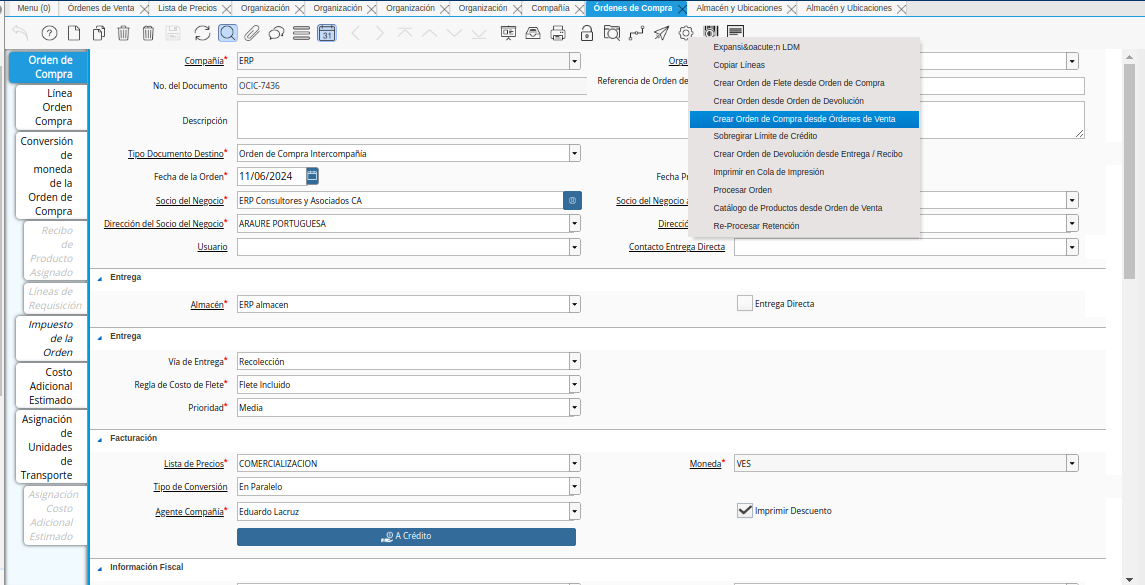 Menu (0) Órdenes de Venta Lista de Precios Organización Organización Organización Organización Compañía Órdenes de Compra Almacén y Ubicaciones Almacén y Ubicaciones
31
Orden de
Compra
Línea
Orden
Compra
Conversión
de
moneda
de la
Orden de
Compra
Recibo
de
Producto
Asignado
Líneas de
Requisición
Impuesto
de la
Orden
Costo
Adicional
Estimado
Asignación
de
Unidades
de
Transporte
Asignación
Costo
Adicional
Estimado
Compañía* ERP
Orga
No. del Documento OCIC-7436
Referencia de Orden de
Descripción
Tipo Documento Destino* Orden de Compra Intercompañía
Fecha de la Orden* 11/06/2024
Fecha Pr
Socio del Negocio* ERP Consultores y Asociados CA
Socio del Negocio a
Dirección del Socio del Negocio* ARAURE PORTUGUESA
Direcció
Usuario
Contacto Entrega Directa
Expansi&oacute;n LDM
Copiar Líneas
Crear Orden de Flete desde Orden de Compra
Crear Orden desde Orden de Devolución
Crear Orden de Compra desde Órdenes de Venta
Sobregirar Límite de Crédito
Crear Orden de Devolución desde Entrega / Recibo
Imprimir en Cola de Impresión
Procesar Orden
Catálogo de Productos desde Orden de Venta
Re-Procesar Retención
Entrega
Almacén* ERP almacen
Entrega Directa
Entrega
Vía de Entrega* Recolección
Regla de Costo de Flete* Flete Incluido
Prioridad* Media
Facturación
Lista de Precios* COMERCIALIZACION
Moneda* VES
Tipo de Conversión En Paralelo
Agente Compañía* Eduardo Lacruz
Imprimir Descuento
A Crédito
Información Fiscal